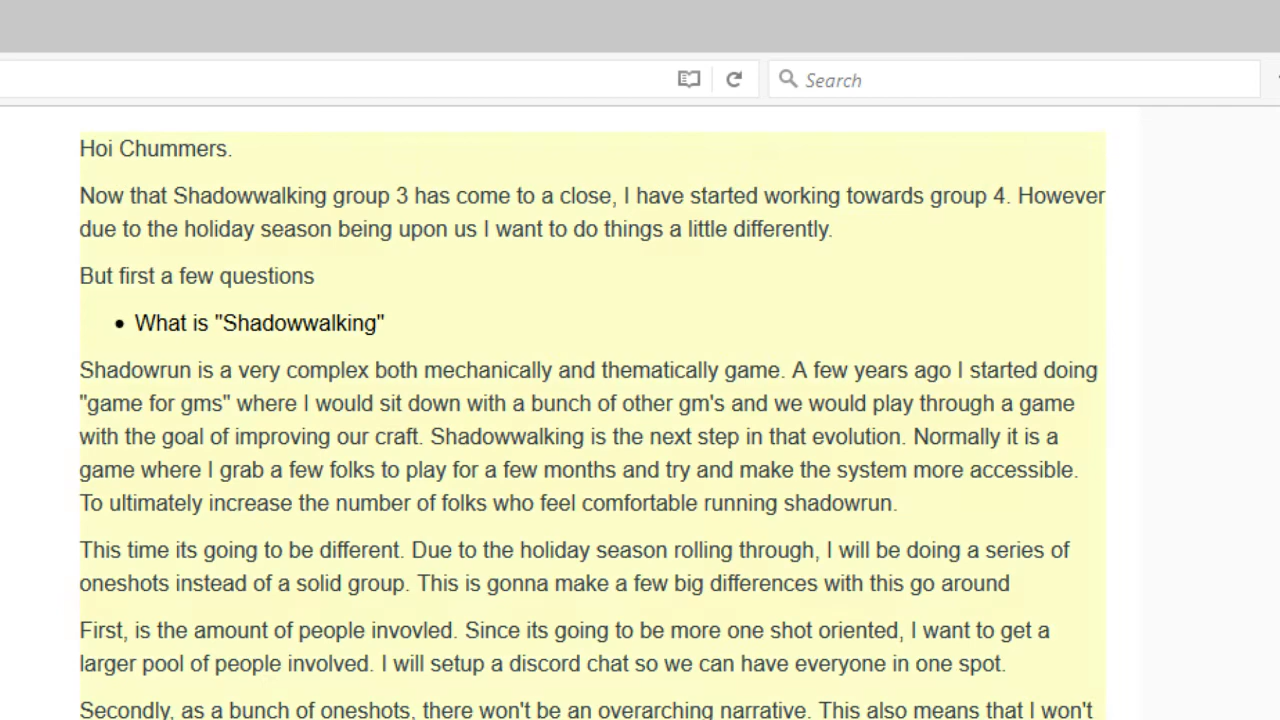 Search
Hoi Chummers.
Now that Shadowwalking group 3 has come to a close, I have started working towards group 4. However
due to the holiday season being upon us I want to do things a little differently.
But first a few questions
• What is "Shadowwalking"
Shadowrun is a very complex both mechanically and thematically game. A few years ago I started doing
"game for gms" where I would sit down with a bunch of other gm's and we would play through a game
with the goal of improving our craft. Shadowwalking is the next step in that evolution. Normally it is a
game where I grab a few folks to play for a few months and try and make the system more accessible.
To ultimately increase the number of folks who feel comfortable running shadowrun.
This time its going to be different. Due to the holiday season rolling through, I will be doing a series of
oneshots instead of a solid group. This is gonna make a few big differences with this go around
First, is the amount of people invovled. Since its going to be more one shot oriented, I want to get a
larger pool of people involved. I will setup a discord chat so we can have everyone in one spot.
Secondly, as a bunch of oneshots, there won't be an overarching narrative. This also means that I won't